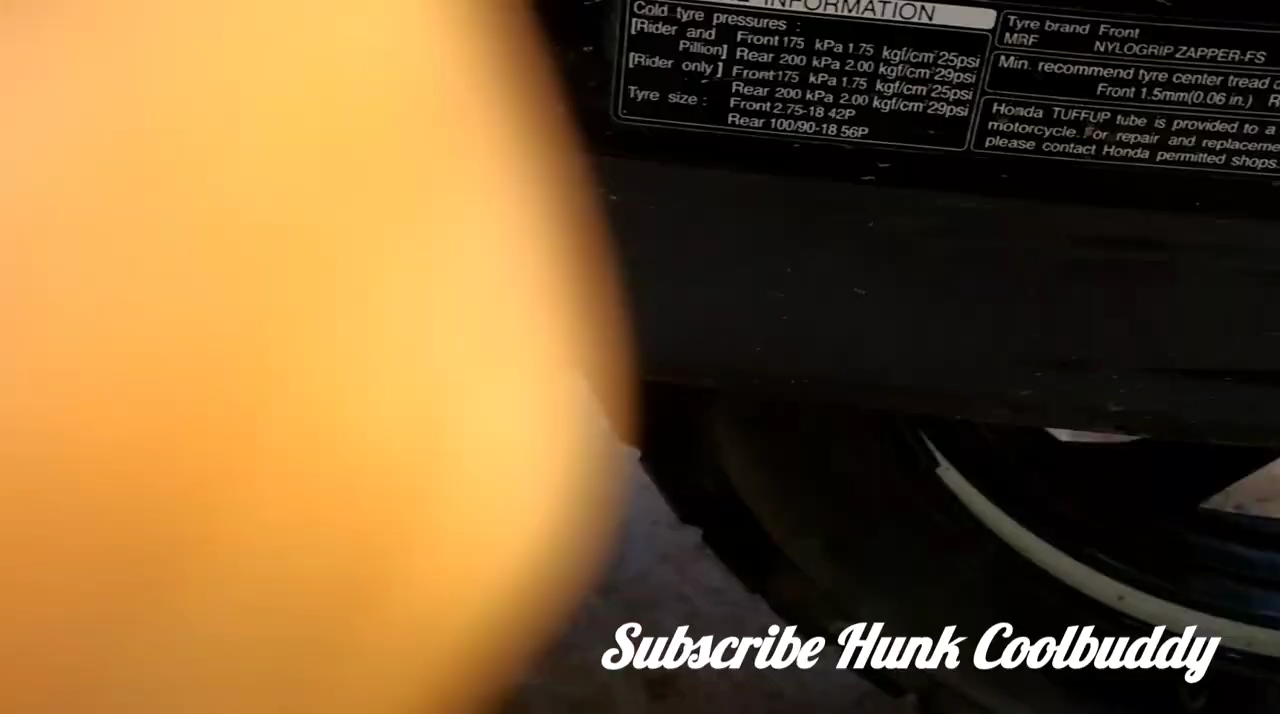 INFORMATION
Cold tyre pressures :
[Rider and Pillion] Front 175 kPa 1.75 kgf/cm² 25psi
Rear 200 kPa 2.00 kgf/cm² 29psi
[Rider only] Front 175 kPa 1.75 kgf/cm² 25psi
Rear 200 kPa 2.00 kgf/cm² 29psi
Tyre size : Front 2.75-18 42P
Rear 100/90-18 56P
Tyre brand Front
MRF NYLOGRIP ZAPPER-FS
Min. recommend tyre center tread
Front 1.5mm(0.06 in.) R
Honda TUFFUP tube is provided to a
motorcycle. For repair and replaceme
please contact Honda permitted shops.
Subscribe Hunk Coolbuddy